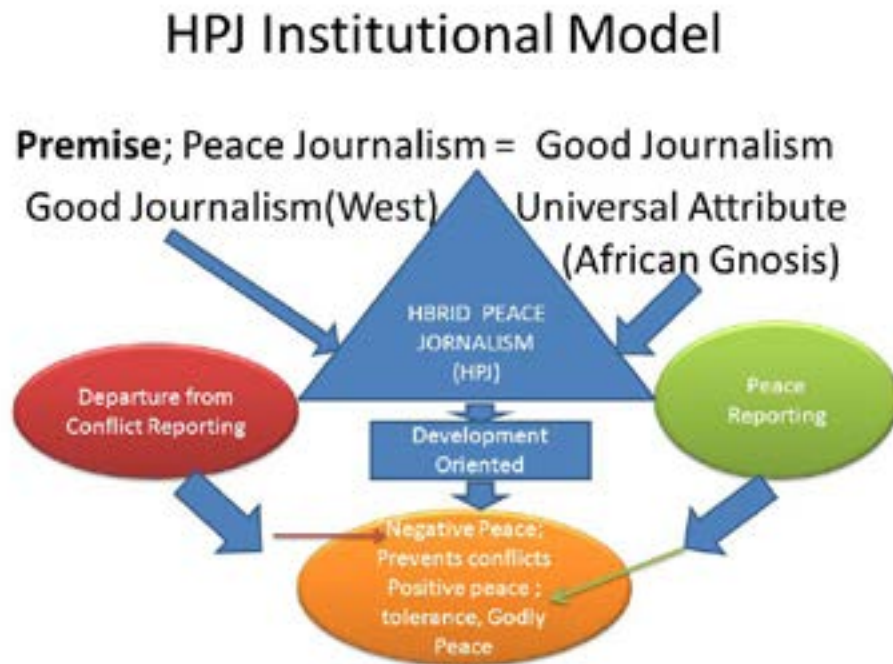 HPJ Institutional Model
Premise; Peace Journalism = Good Journalism
Good Journalism(West)
Universal Attribute
(African Gnosis)
HBRID PEACE
JORNALISM
(HPJ)
Departure from
Conflict Reporting
Peace
Reporting
Development
Oriented
Negative Peace;
Prevents conflicts
Positive peace ;
tolerance, Godly
Peace